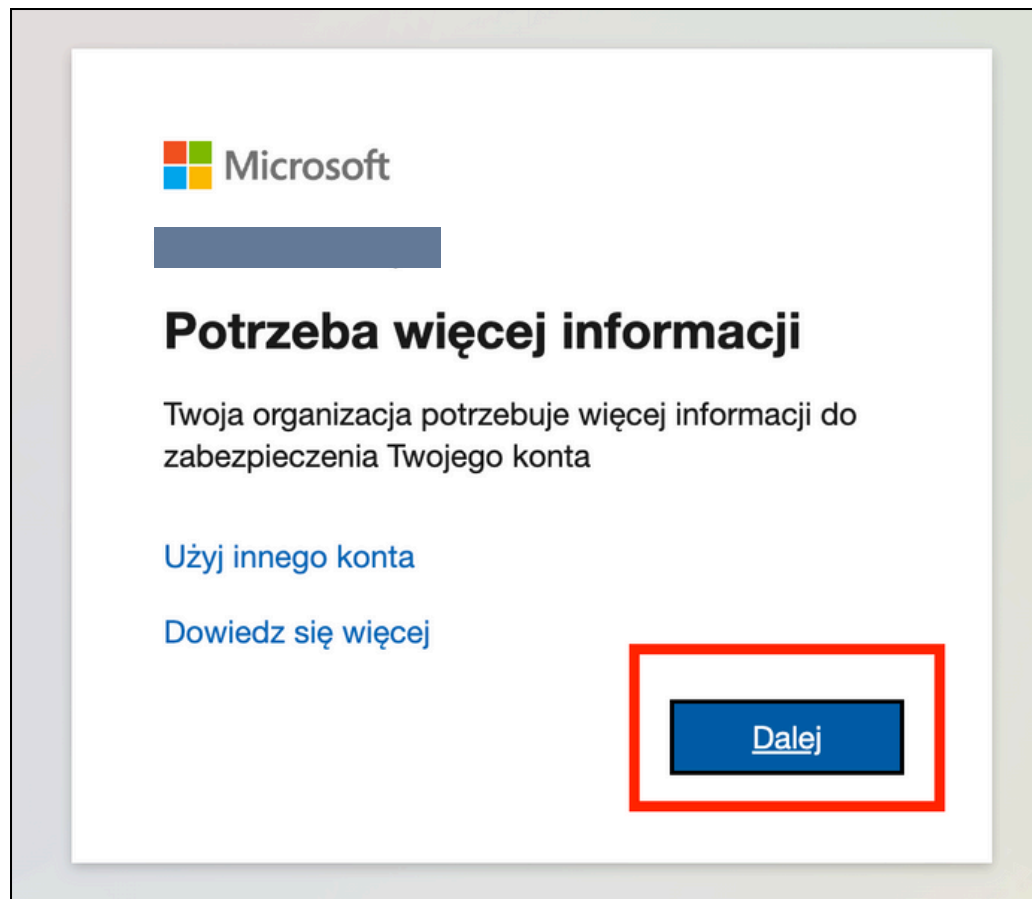 Microsoft
Potrzeba więcej informacji
Twoja organizacja potrzebuje więcej informacji do
zabezpieczenia Twojego konta
Użyj innego konta
Dowiedz się więcej
Dalej